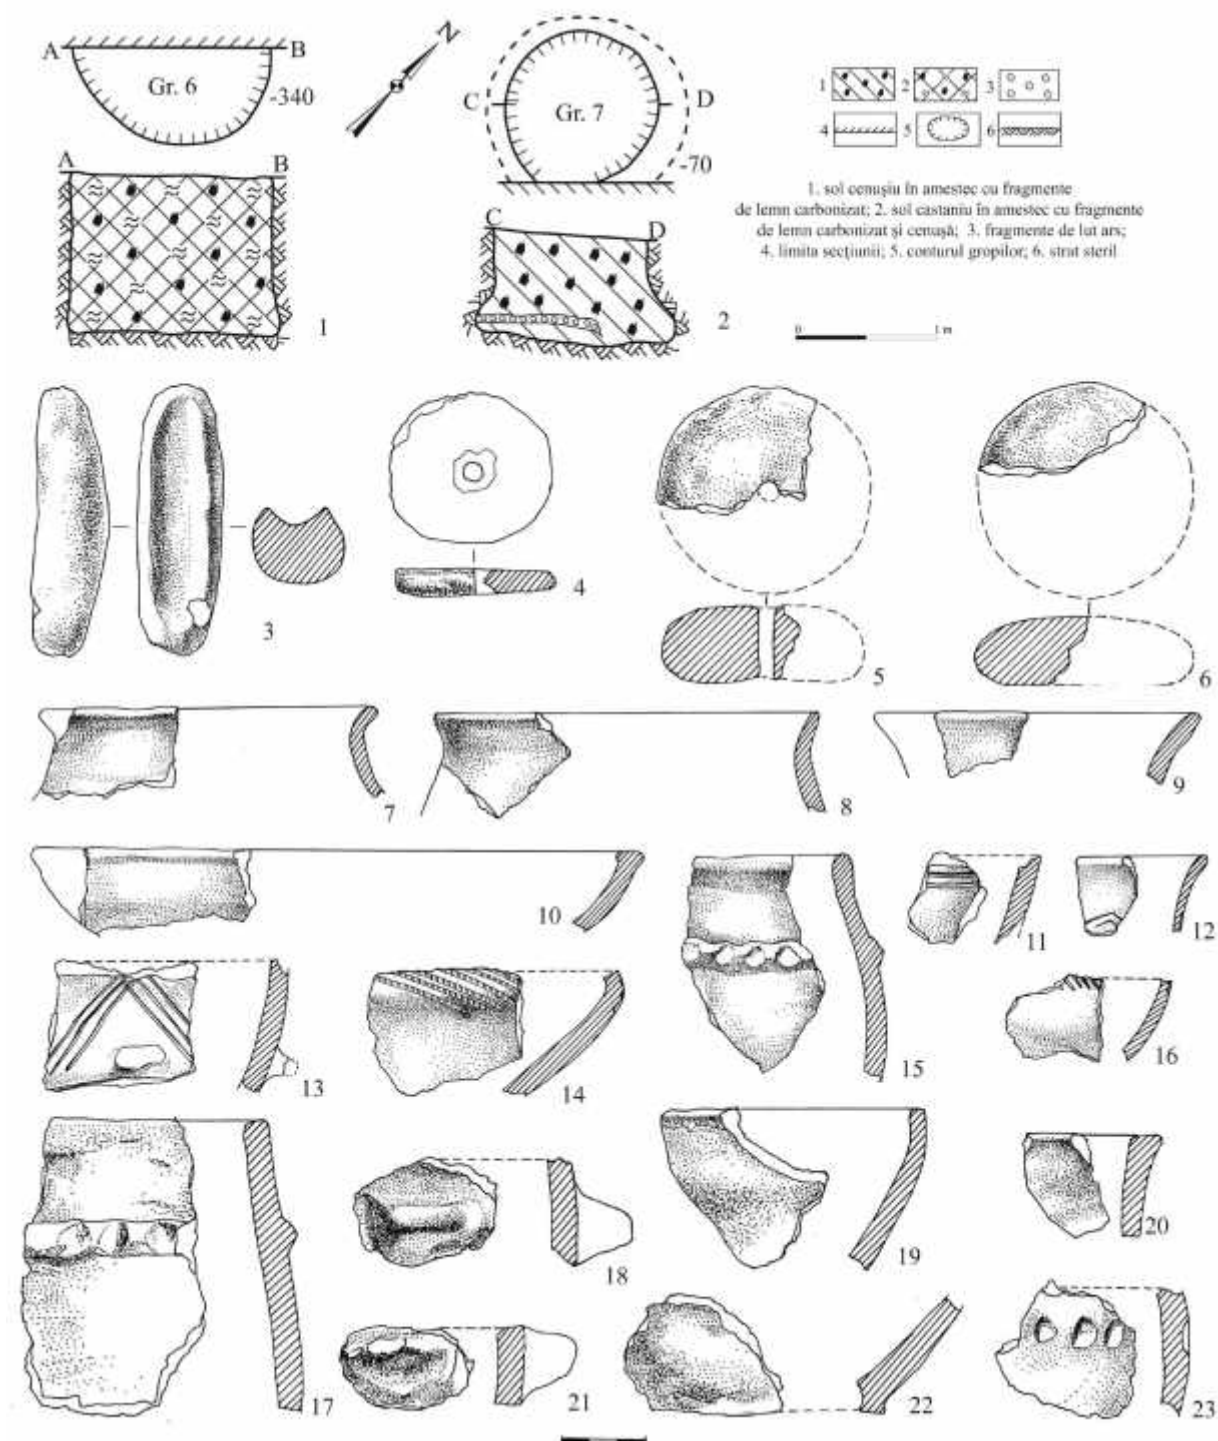 A B
Gr. 6
-340
N
C D
Gr. 7
-70
A B
1
C D
2
1 2 3
4 5 6
1. sol cenușiu în amestec cu fragmente
de lemn carbonizat; 2. sol castaniu în amestec cu fragmente
de lemn carbonizat și cenușă; 3. fragmente de lut ars;
4. limita secțiunii; 5. conturul gropilor; 6. strat steril
0 1 m
3
4
5
6
7
8
9
10
11
12
13
14
15
16
17
18
19
20
21
22
23